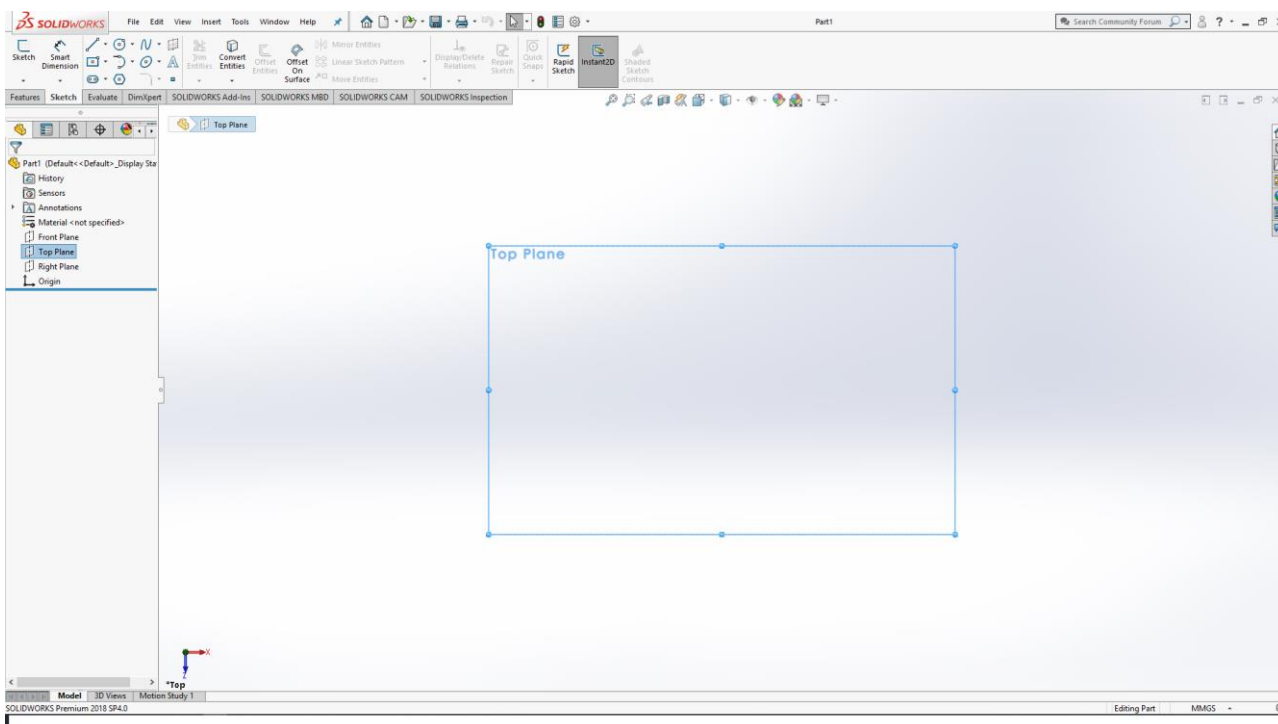 SOLIDWORKS File Edit View Insert Tools Window Help Part1 Search Community Forum
Sketch Smart Dimension Trim Entities Convert Entities Offset Entities Offset On Surface Mirror Entities Linear Sketch Pattern Move Entities Display/Delete Relations Repair Sketch Quick Snaps Rapid Sketch Instant2D Shaded Sketch Contours
Features Sketch Evaluate DimXpert SOLIDWORKS Add-Ins SOLIDWORKS MBD SOLIDWORKS CAM SOLIDWORKS Inspection
Top Plane
Part1 (Default<<Default>_Display Sta
History
Sensors
Annotations
Material <not specified>
Front Plane
Top Plane
Right Plane
Origin
Top Plane
X
Z
*Top
Model 3D Views Motion Study 1
SOLIDWORKS Premium 2018 SP4.0 Editing Part MMGS